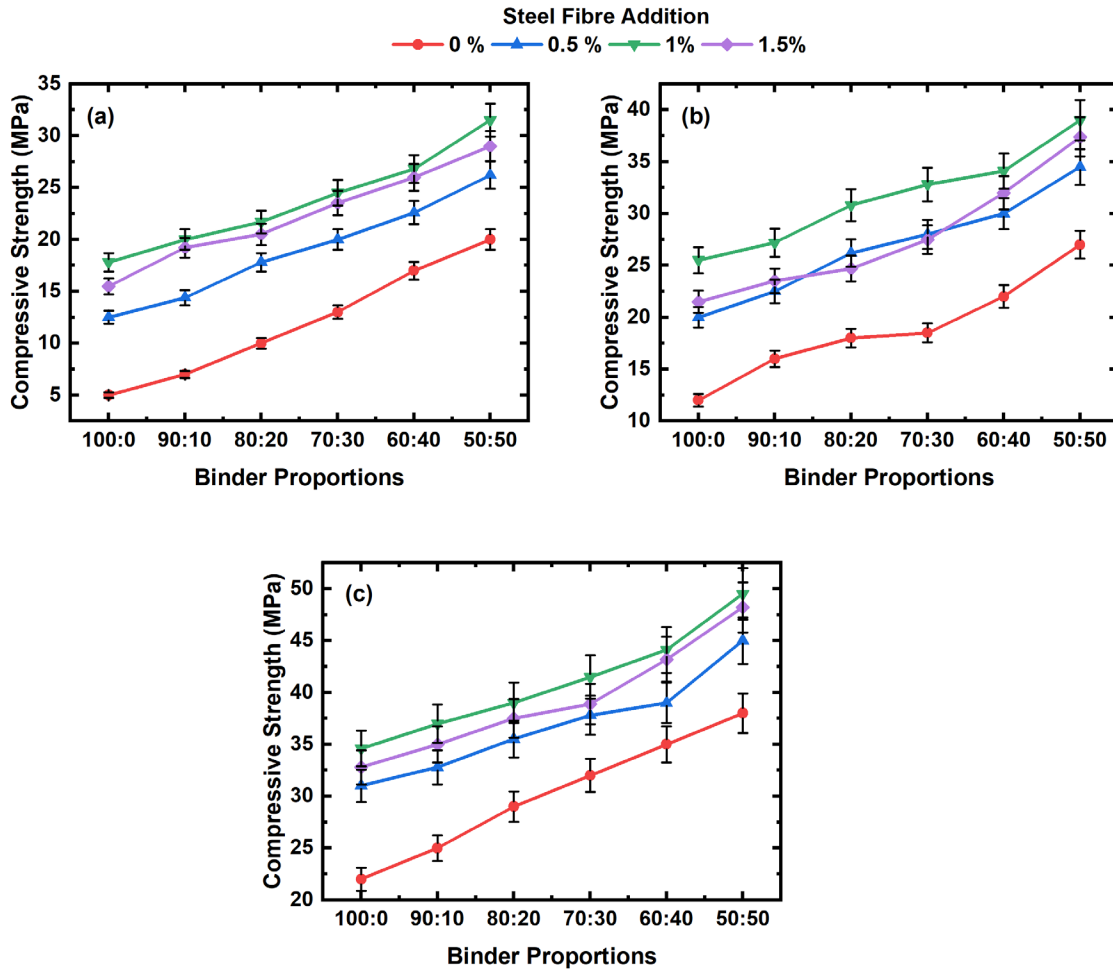 Steel Fibre Addition
0 % 0.5 % 1% 1.5%
(a)
Compressive Strength (MPa)
35
30
25
20
15
10
5
100:0 90:10 80:20 70:30 60:40 50:50
Binder Proportions
(b)
Compressive Strength (MPa)
40
35
30
25
20
15
10
100:0 90:10 80:20 70:30 60:40 50:50
Binder Proportions
(c)
Compressive Strength (MPa)
50
45
40
35
30
25
20
100:0 90:10 80:20 70:30 60:40 50:50
Binder Proportions